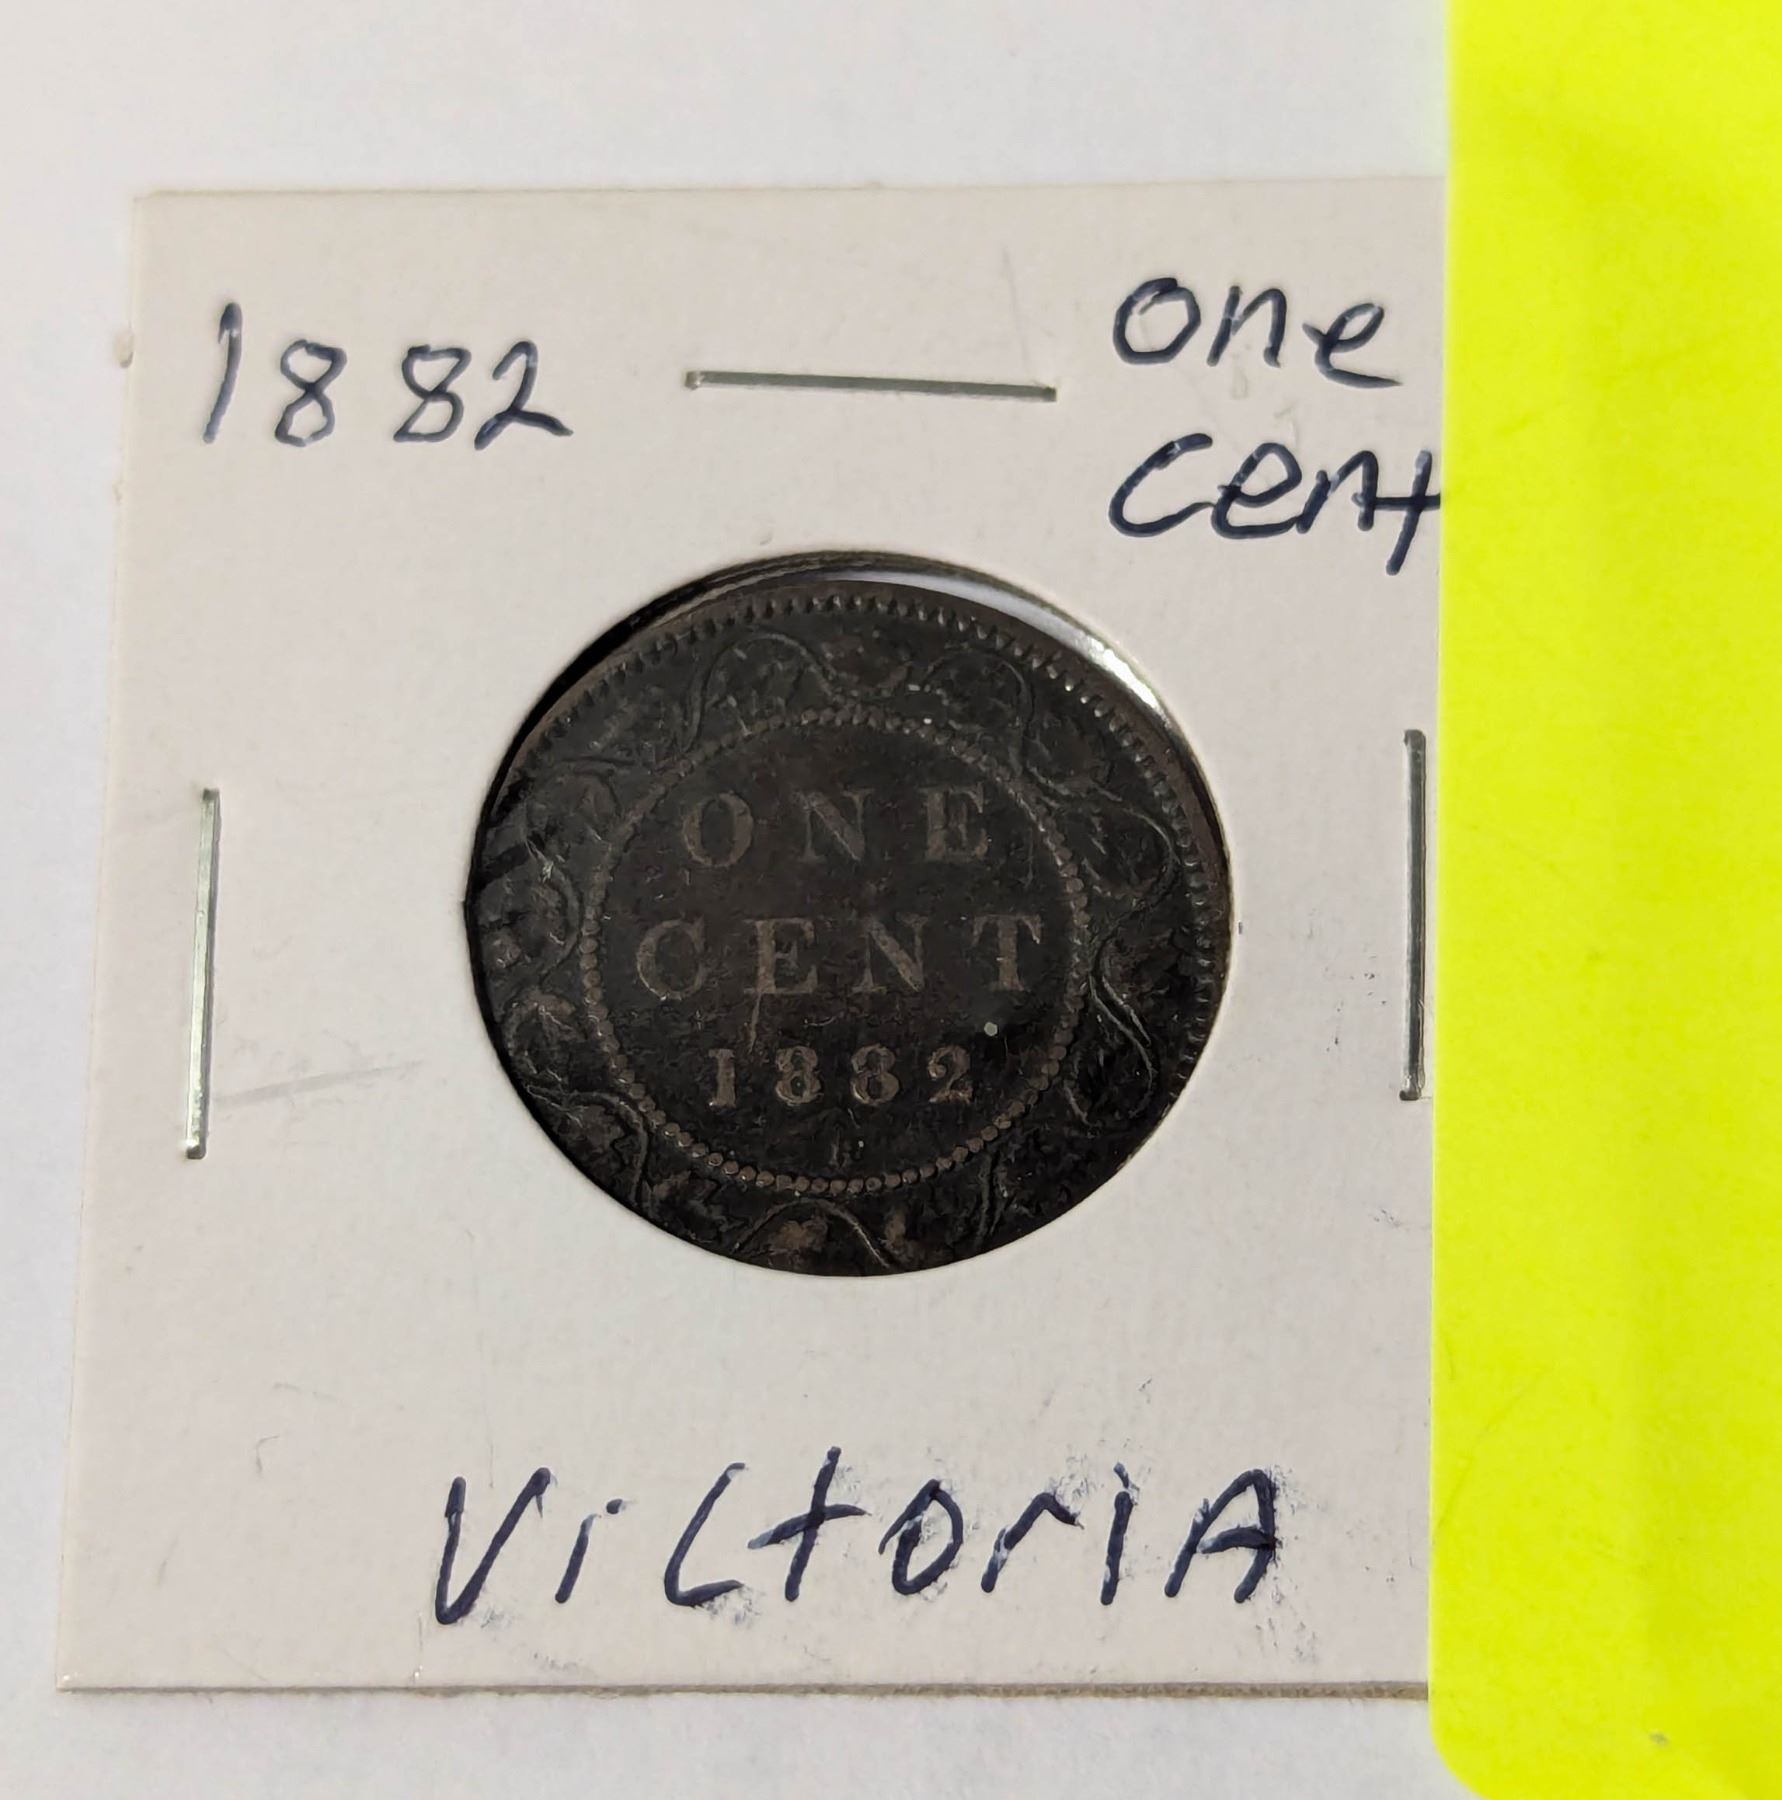 1882
one
cent
ONE
CENT
1882
H
VictoriA